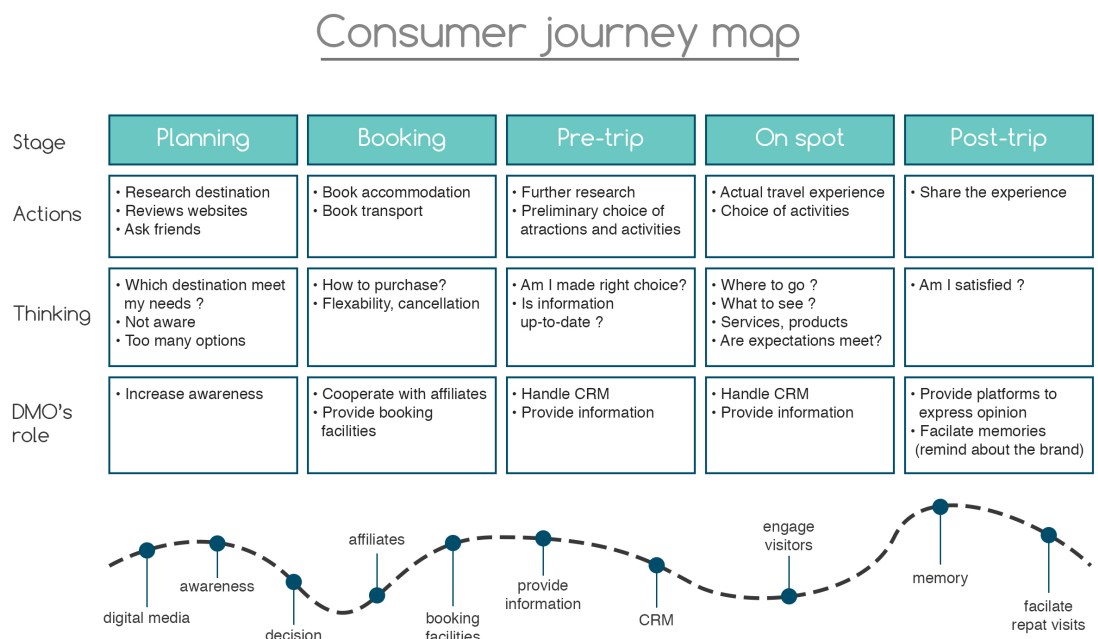 Consumer journey map
Stage
Planning
Booking
Pre-trip
On spot
Post-trip
Actions
• Research destination
• Reviews websites
• Ask friends
• Book accommodation
• Book transport
• Further research
• Preliminary choice of
atractions and activities
• Actual travel experience
• Choice of activities
• Share the experience
Thinking
• Which destination meet
my needs ?
• Not aware
• Too many options
• How to purchase?
• Flexability, cancellation
• Am I made right choice?
• Is information
up-to-date ?
• Where to go ?
• What to see ?
• Services, products
• Are expectations meet?
• Am I satisfied ?
DMO's
role
• Increase awareness
• Cooperate with affiliates
• Provide booking
facilities
• Handle CRM
• Provide information
• Handle CRM
• Provide information
• Provide platforms to
express opinion
• Facilate memories
(remind about the brand)
digital media
awareness
decision
affiliates
booking
facilities
provide
information
CRM
engage
visitors
memory
facilate
repat visits